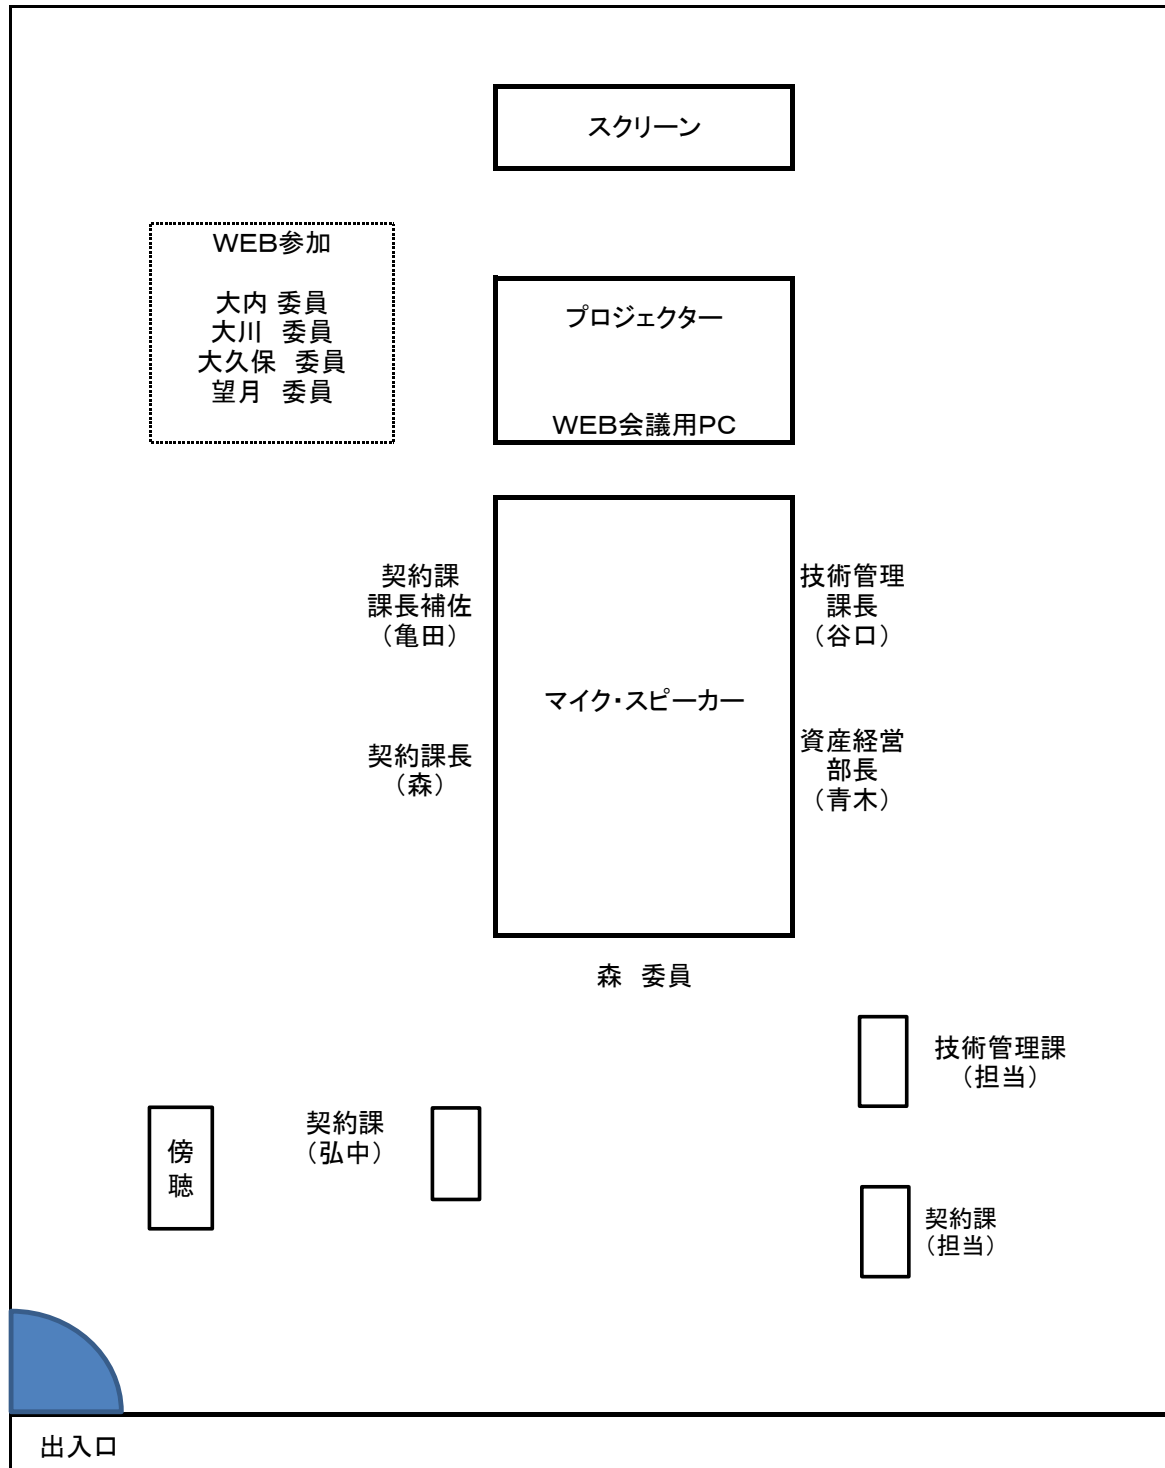 スクリーン
WEB参加
大内 委員
大川　委員
大久保　委員
望月　委員
プロジェクター
WEB会議用PC
契約課
課長補佐
（亀田）
技術管理
課長
（谷口）
マイク・スピーカー
契約課長
（森）
資産経営
部長
（青木）
森　委員
技術管理課
（担当）
契約課
（弘中）
傍
聴
契約課
（担当）
出入口